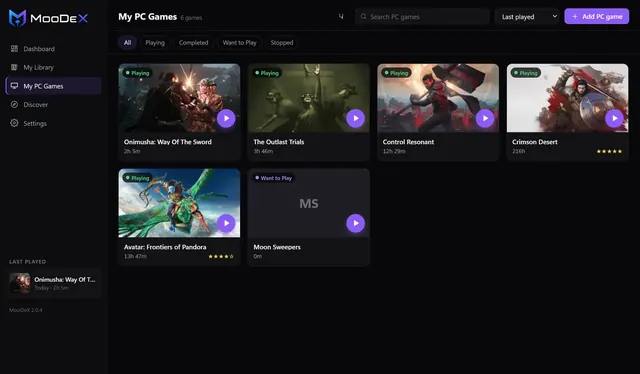 MooDeX
Dashboard
My Library
My PC Games
Discover
Settings
LAST PLAYED
Onimusha: Way Of T...
Today · 2h 5m
MooDeX 2.0.4
My PC Games 6 games
Search PC games
Last played
+ Add PC game
All Playing Completed Want to Play Stopped
Playing Playing Playing Playing
Onimusha: Way Of The Sword The Outlast Trials Control Resonant Crimson Desert
2h 5m 3h 46m 12h 29m 216h ★★★★★
Playing Want to Play
MS
Avatar: Frontiers of Pandora Moon Sweepers
13h 47m ★★★★☆ 0m